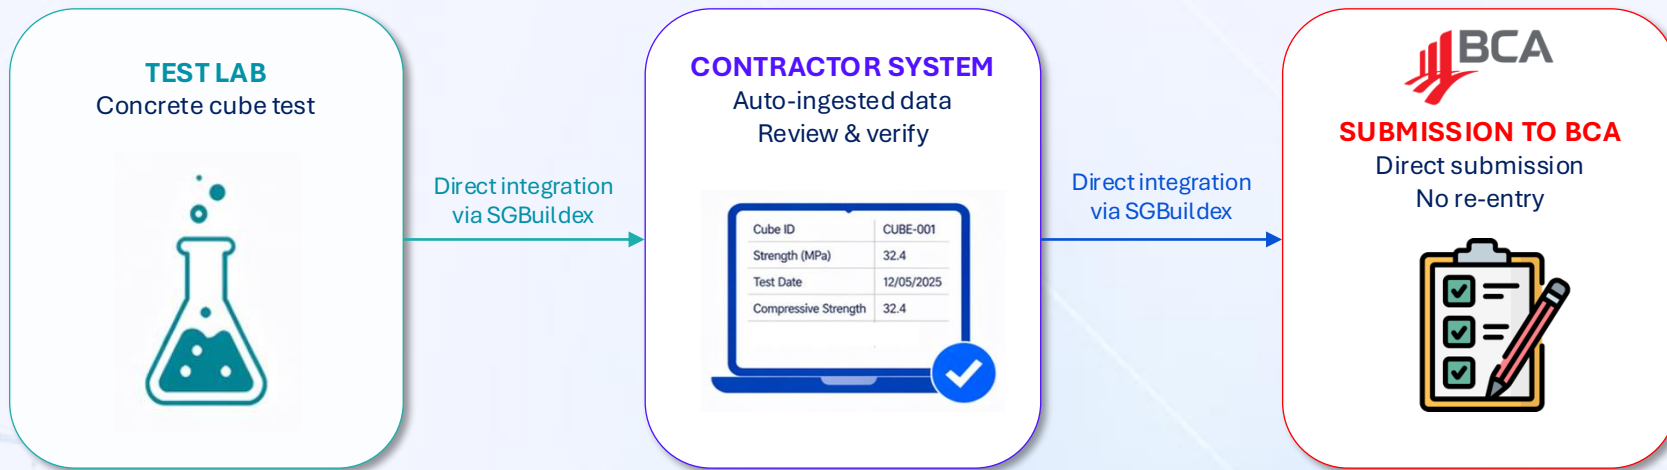 TEST LAB
Concrete cube test
Direct integration
via SGBuildex
CONTRACTOR SYSTEM
Auto-ingested data
Review & verify
Cube ID CUBE-001
Strength (MPa) 32.4
Test Date 12/05/2025
Compressive Strength 32.4
Direct integration
via SGBuildex
BCA
SUBMISSION TO BCA
Direct submission
No re-entry